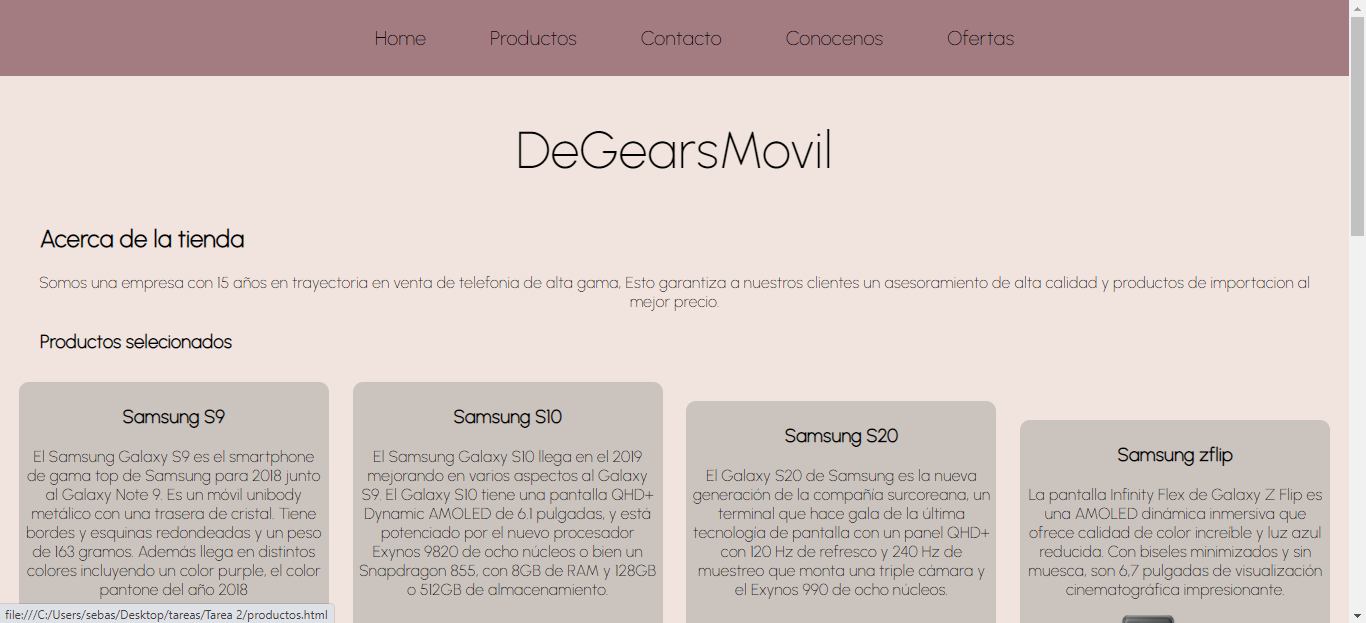 Home Productos Contacto Conocenos Ofertas
DeGearsMovil
Acerca de la tienda
Somos una empresa con 15 años en trayectoria en venta de telefonia de alta gama, Esto garantiza a nuestros clientes un asesoramiento de alta calidad y productos de importacion al
mejor precio.
Productos selecionados
Samsung S9
El Samsung Galaxy S9 es el smartphone
de gama top de Samsung para 2018 junto
al Galaxy Note 9. Es un móvil unibody
metálico con una trasera de cristal. Tiene
bordes y esquinas redondeadas y un peso
de 163 gramos. Además llega en distintos
colores incluyendo un color purple, el color
pantone del año 2018
Samsung S10
El Samsung Galaxy S10 llega en el 2019
mejorando en varios aspectos al Galaxy
S9. El Galaxy S10 tiene una pantalla QHD+
Dynamic AMOLED de 6.1 pulgadas, y está
potenciado por el nuevo procesador
Exynos 9820 de ocho núcleos o bien un
Snapdragon 855, con 8GB de RAM y 128GB
o 512GB de almacenamiento.
Samsung S20
El Galaxy S20 de Samsung es la nueva
generación de la compañía surcoreana, un
terminal que hace gala de la última
tecnología de pantalla con un panel QHD+
con 120 Hz de refresco y 240 Hz de
muestreo que monta una triple cámara y
el Exynos 990 de ocho núcleos.
Samsung zflip
La pantalla Infinity Flex de Galaxy Z Flip es
una AMOLED dinámica inmersiva que
ofrece calidad de color increíble y luz azul
reducida. Con biseles minimizados y sin
muesca, son 6,7 pulgadas de visualización
cinematográfica impresionante.
file:///C:/Users/sebas/Desktop/tareas/Tarea 2/productos.html